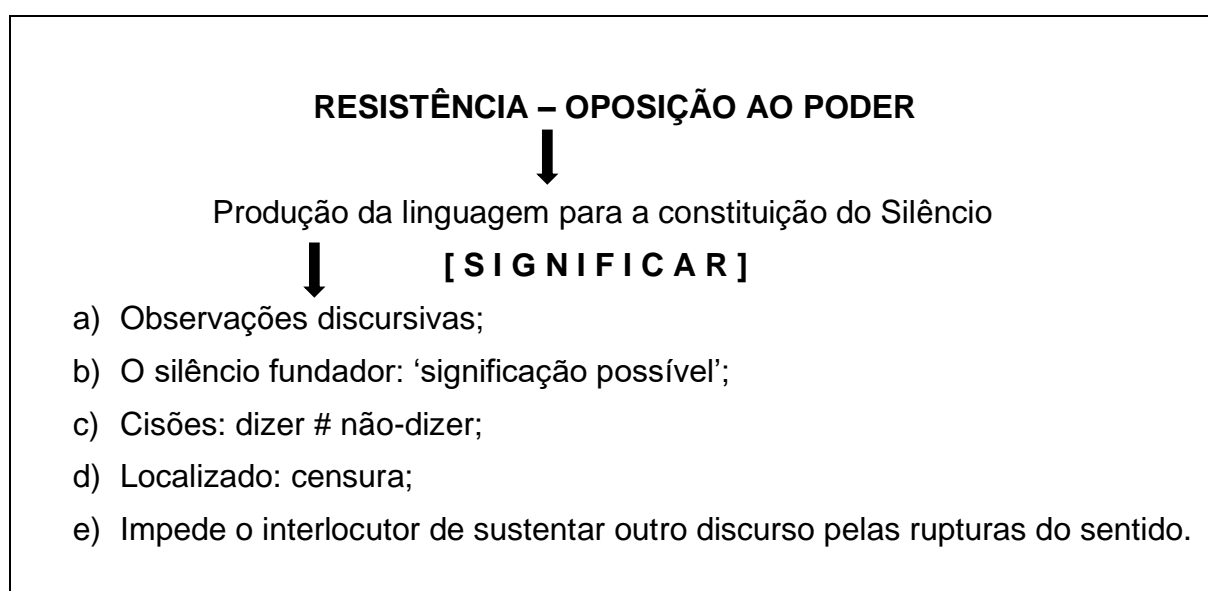 RESISTÊNCIA – OPOSIÇÃO AO PODER
Produção da linguagem para a constituição do Silêncio
[ S I G N I F I C A R ]
a) Observações discursivas;
b) O silêncio fundador: ‘significação possível’;
c) Cisões: dizer # não-dizer;
d) Localizado: censura;
e) Impede o interlocutor de sustentar outro discurso pelas rupturas do sentido.